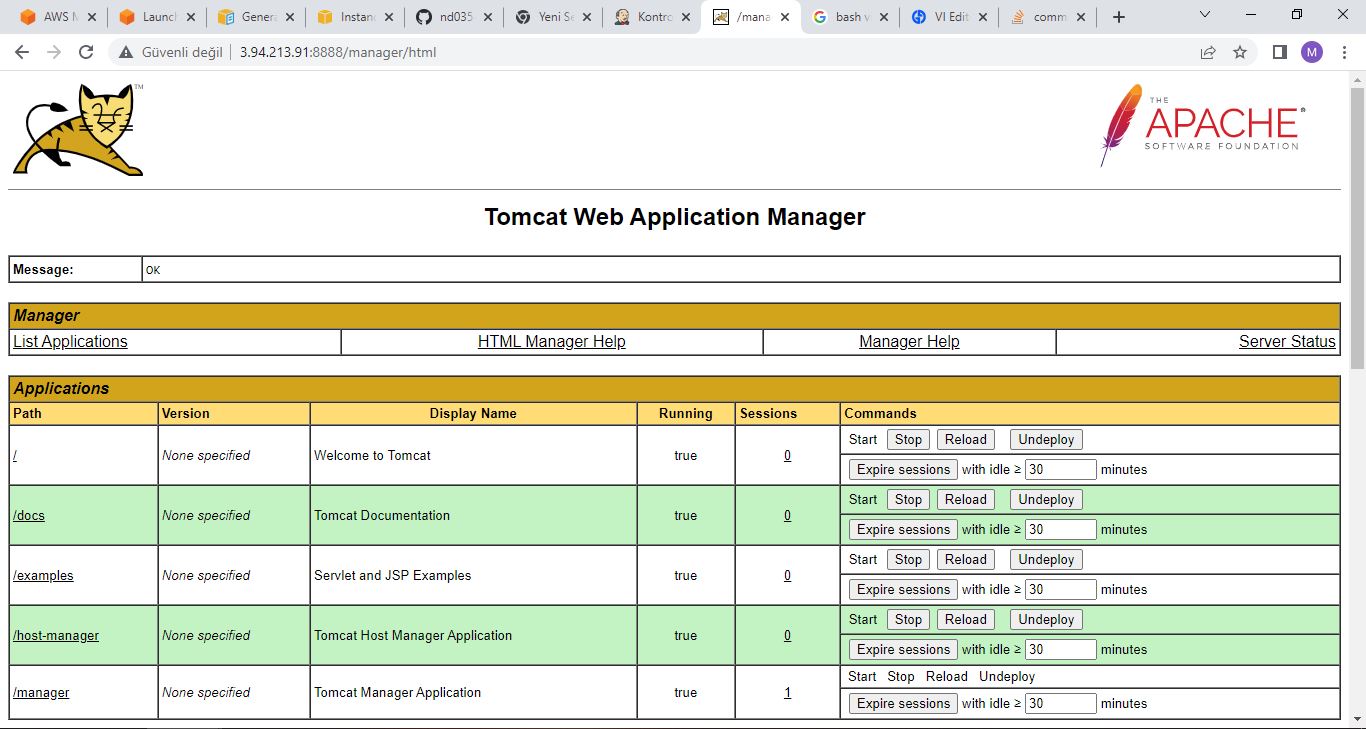 AWS M
Launch
Genera
Instanc
nd035
Yeni Se
Kontro
/mana
bash v
VI Edit
comm
Güvenli değil
3.94.213.91:8888/manager/html
M
TM
THE
APACHE®
SOFTWARE FOUNDATION
Tomcat Web Application Manager
Message: OK
Manager
List Applications HTML Manager Help Manager Help Server Status
Applications
Path Version Display Name Running Sessions Commands
/ None specified Welcome to Tomcat true 0 Start Stop Reload Undeploy
Expire sessions with idle ≥ 30 minutes
/docs None specified Tomcat Documentation true 0 Start Stop Reload Undeploy
Expire sessions with idle ≥ 30 minutes
/examples None specified Servlet and JSP Examples true 0 Start Stop Reload Undeploy
Expire sessions with idle ≥ 30 minutes
/host-manager None specified Tomcat Host Manager Application true 0 Start Stop Reload Undeploy
Expire sessions with idle ≥ 30 minutes
/manager None specified Tomcat Manager Application true 1 Start Stop Reload Undeploy
Expire sessions with idle ≥ 30 minutes